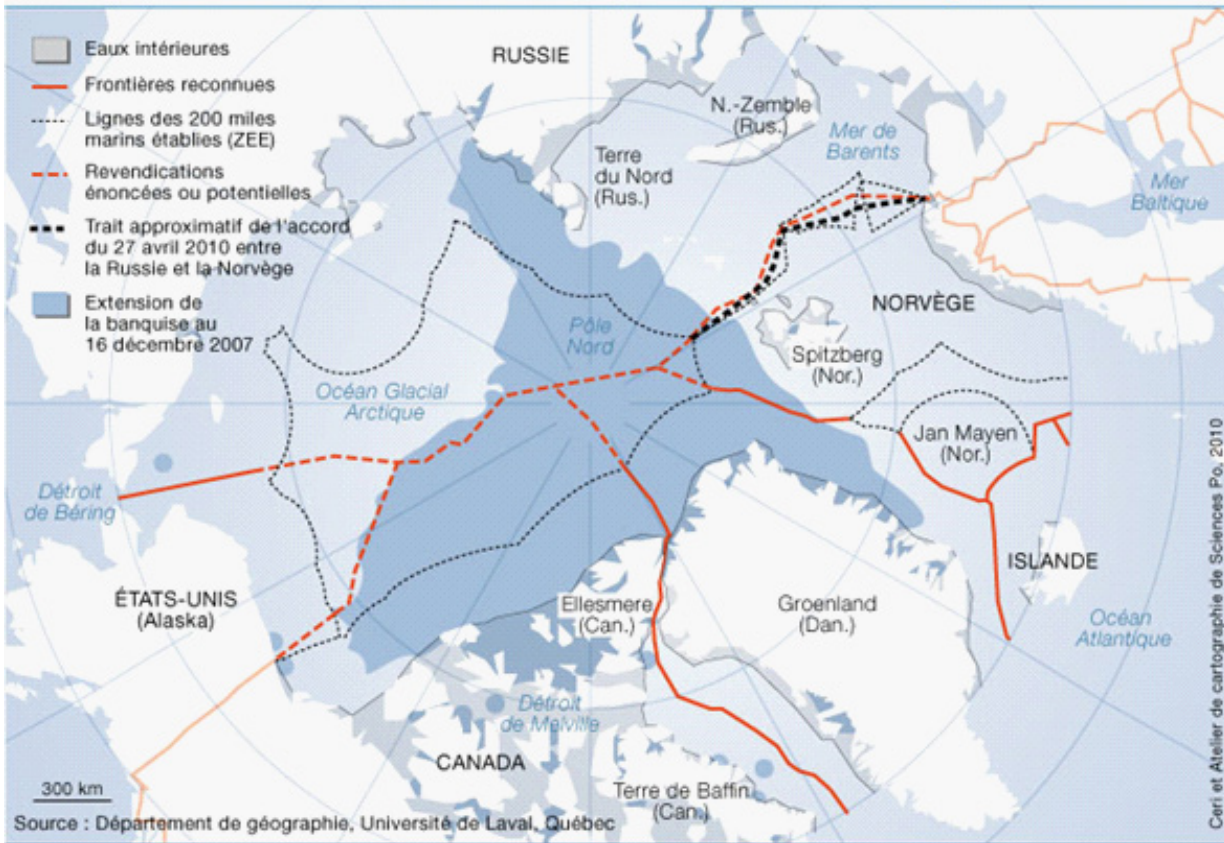 Eaux intérieures
Frontières reconnues
Lignes des 200 miles
marins établies (ZEE)
Revendications
énoncées ou potentielles
Trait approximatif de l'accord
du 27 avril 2010 entre
la Russie et la Norvège
Extension de
la banquise au
16 décembre 2007
RUSSIE
N.-Zemble
(Rus.)
Mer de
Barents
Terre
du Nord
(Rus.)
Mer
Baltique
NORVÈGE
Pôle
Nord
Spitzberg
(Nor.)
Océan Glacial
Arctique
Jan Mayen
(Nor.)
Détroit
de Béring
ISLANDE
ÉTATS-UNIS
(Alaska)
Ellesmere
(Can.)
Groenland
(Dan.)
Océan
Atlantique
Détroit
de Melville
CANADA
Terre de Baffin
(Can.)
300 km
Source : Département de géographie, Université de Laval, Québec
Ceri et Atelier de cartographie de Sciences Po, 2010